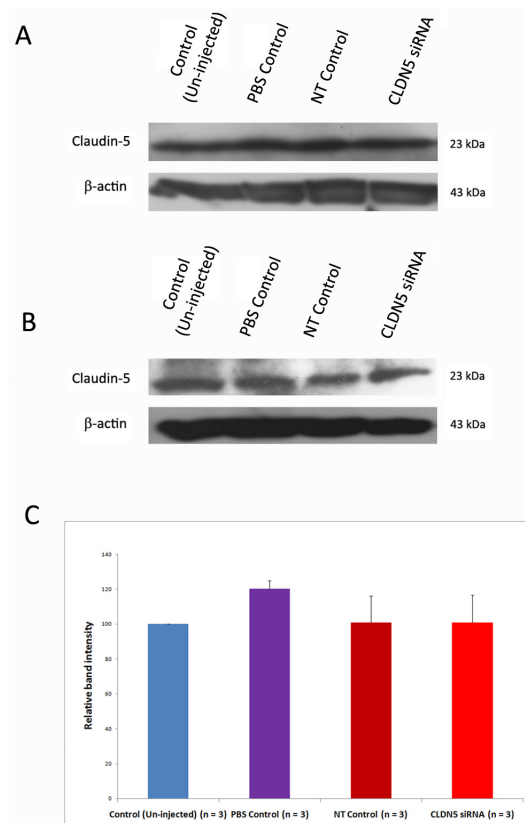 A
Control
(Un-injected)
PBS Control
NT Control
CLDN5 siRNA
Claudin-5
23 kDa
β-actin
43 kDa
B
Control
(Un-injected)
PBS Control
NT Control
CLDN5 siRNA
Claudin-5
23 kDa
β-actin
43 kDa
C
Relative band intensity
140
120
100
80
60
40
20
0
Control (Un-injected) (n = 3) PBS Control (n = 3) NT Control (n = 3) CLDN5 siRNA (n = 3)